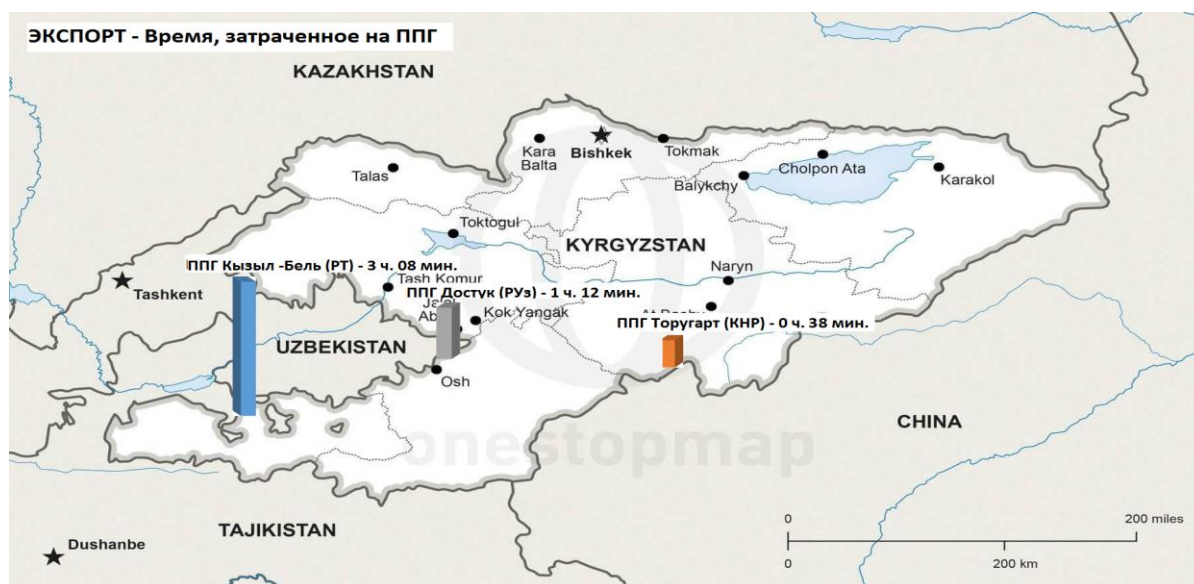 ЭКСПОРТ - Время, затраченное на ППГ
KAZAKHSTAN
Kara
Balta
Bishkek
Tokmak
Cholpon Ata
Talas
Balykchy
Karakol
Toktogul
KYRGYZSTAN
ППГ Кызыл -Бель (РТ) - 3 ч. 08 мин.
Naryn
Tashkent
Tash Komur
ППГ Достук (РУз) - 1 ч. 12 мин.
Kok Yangak
ППГ Торугарт (КНР) - 0 ч. 38 мин.
UZBEKISTAN
Osh
CHINA
onestopmap
TAJIKISTAN
0 200 miles
Dushanbe
0 200 km